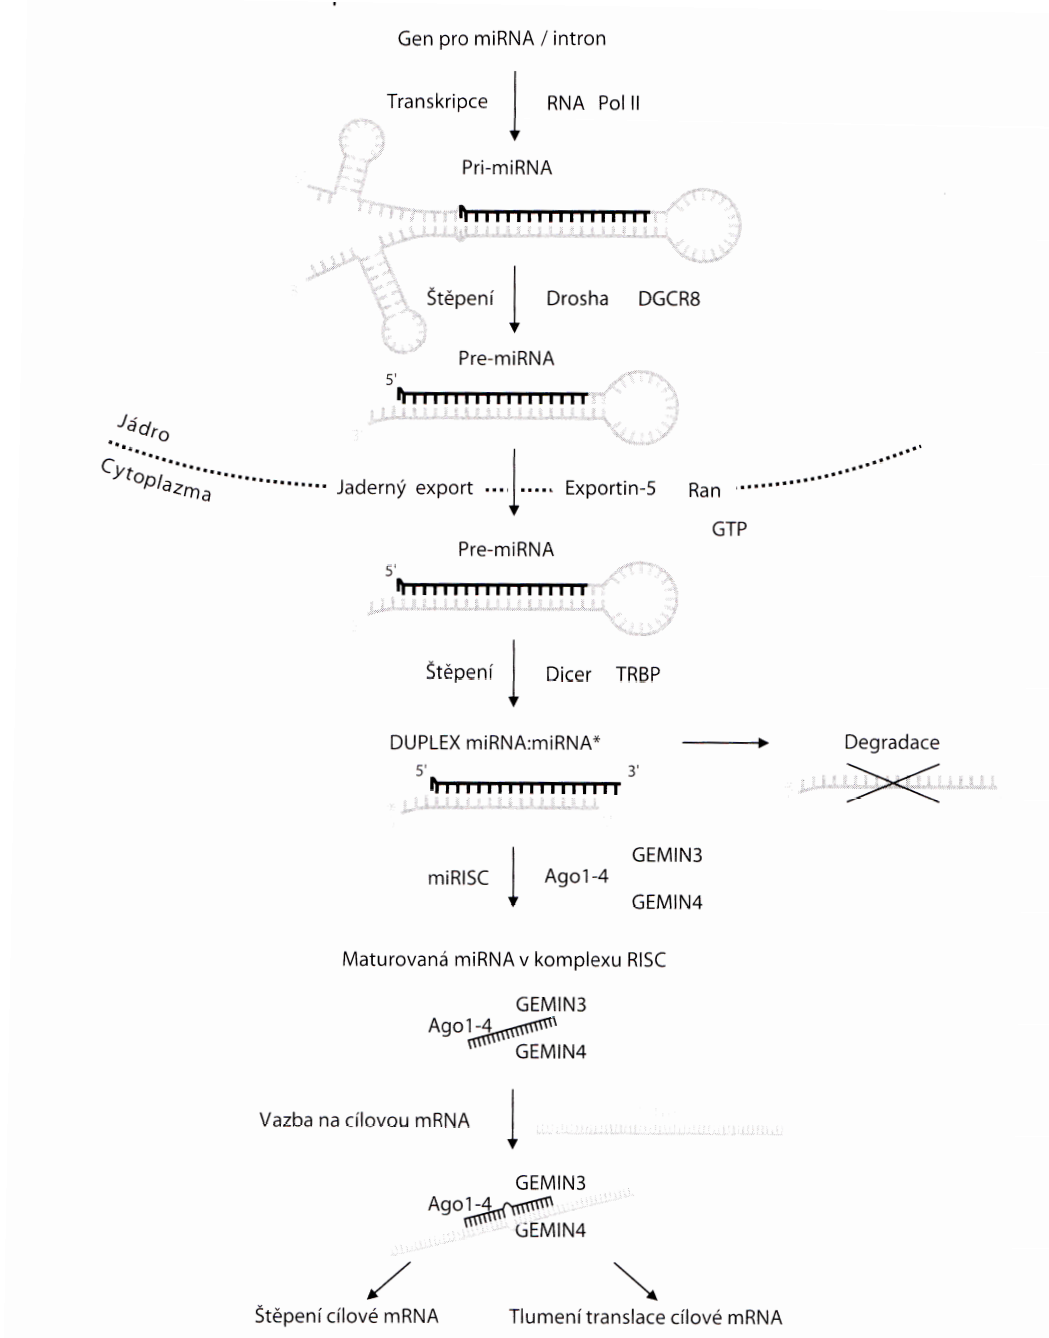 Gen pro miRNA / intron
Transkripce RNA Pol II
Pri-miRNA
Štěpení Drosha DGCR8
Pre-miRNA
5'
3'
Jádro
Cytoplazma
Jaderný export Exportin-5 Ran
GTP
Pre-miRNA
5'
Štěpení Dicer TRBP
DUPLEX miRNA:miRNA* Degradace
5' 3'
GEMIN3
miRISC Ago1-4
GEMIN4
Maturovaná miRNA v komplexu RISC
GEMIN3
Ago1-4
GEMIN4
Vazba na cílovou mRNA
GEMIN3
Ago1-4
GEMIN4
Štěpení cílové mRNA Tlumení translace cílové mRNA